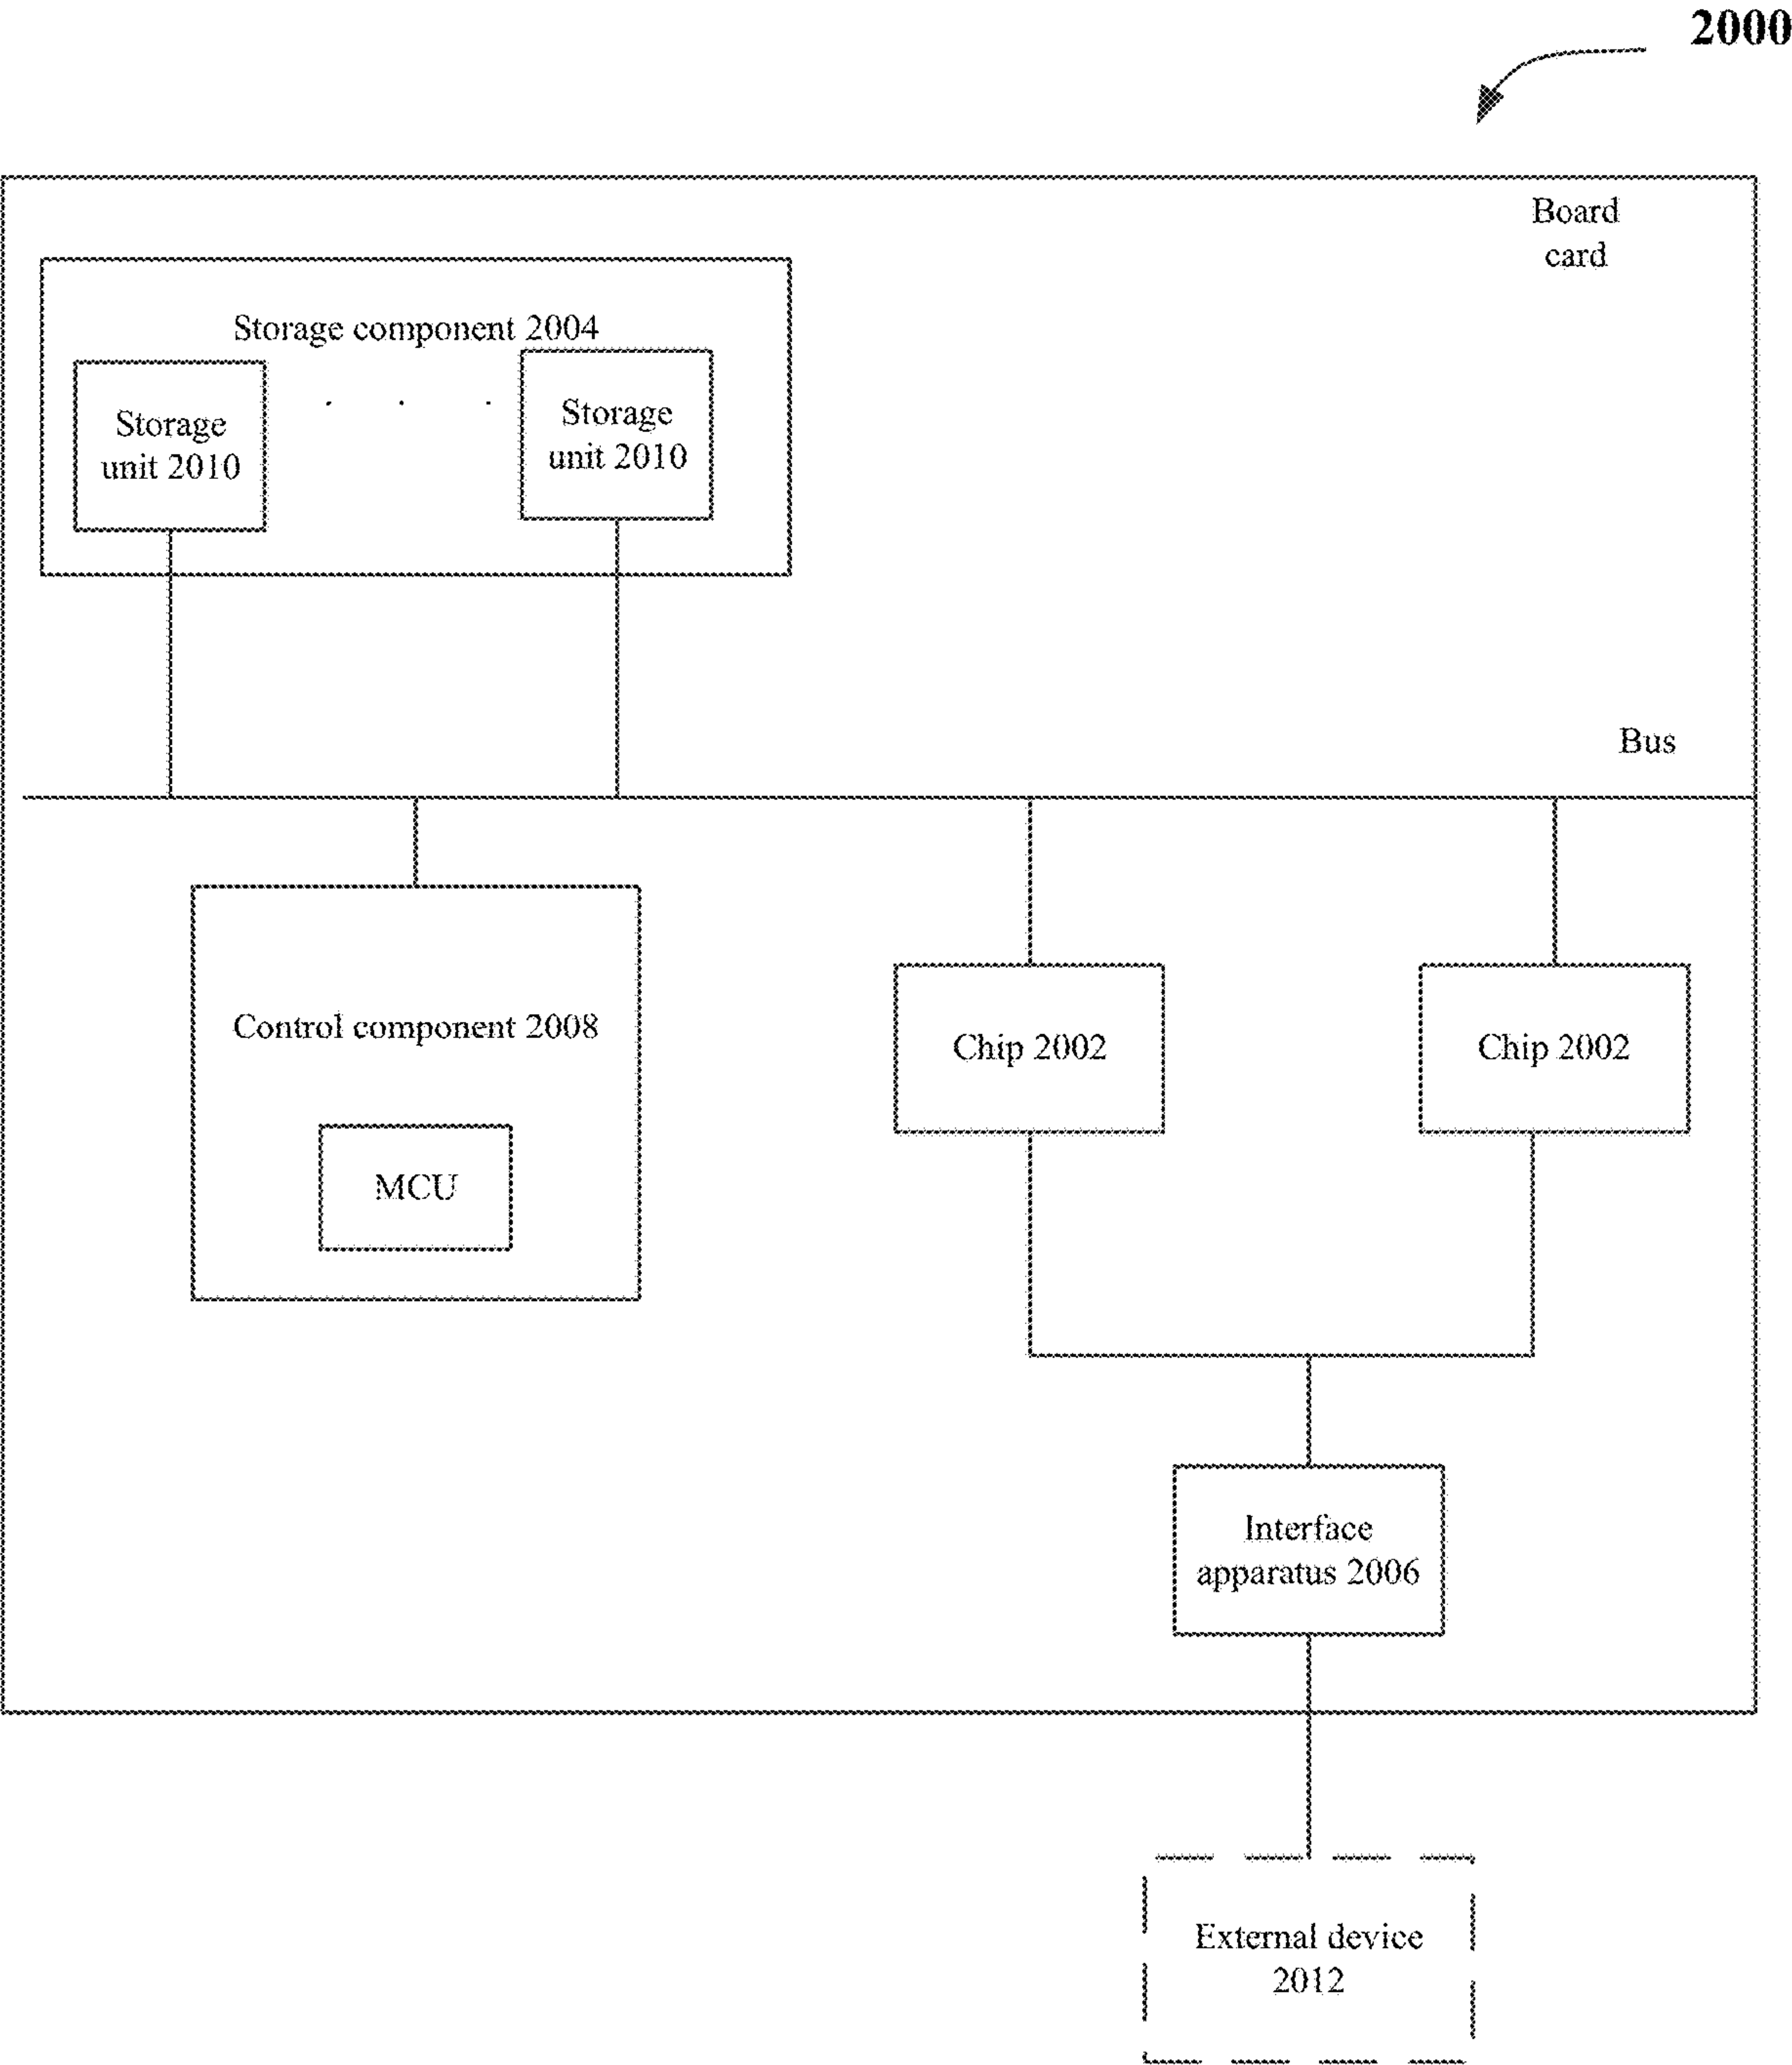 2000
Board
card
Storage component 2004
Storage
unit 2010
. . .
Storage
unit 2010
Bus
Control component 2008
MCU
Chip 2002
Chip 2002
Interface
apparatus 2006
External device
2012